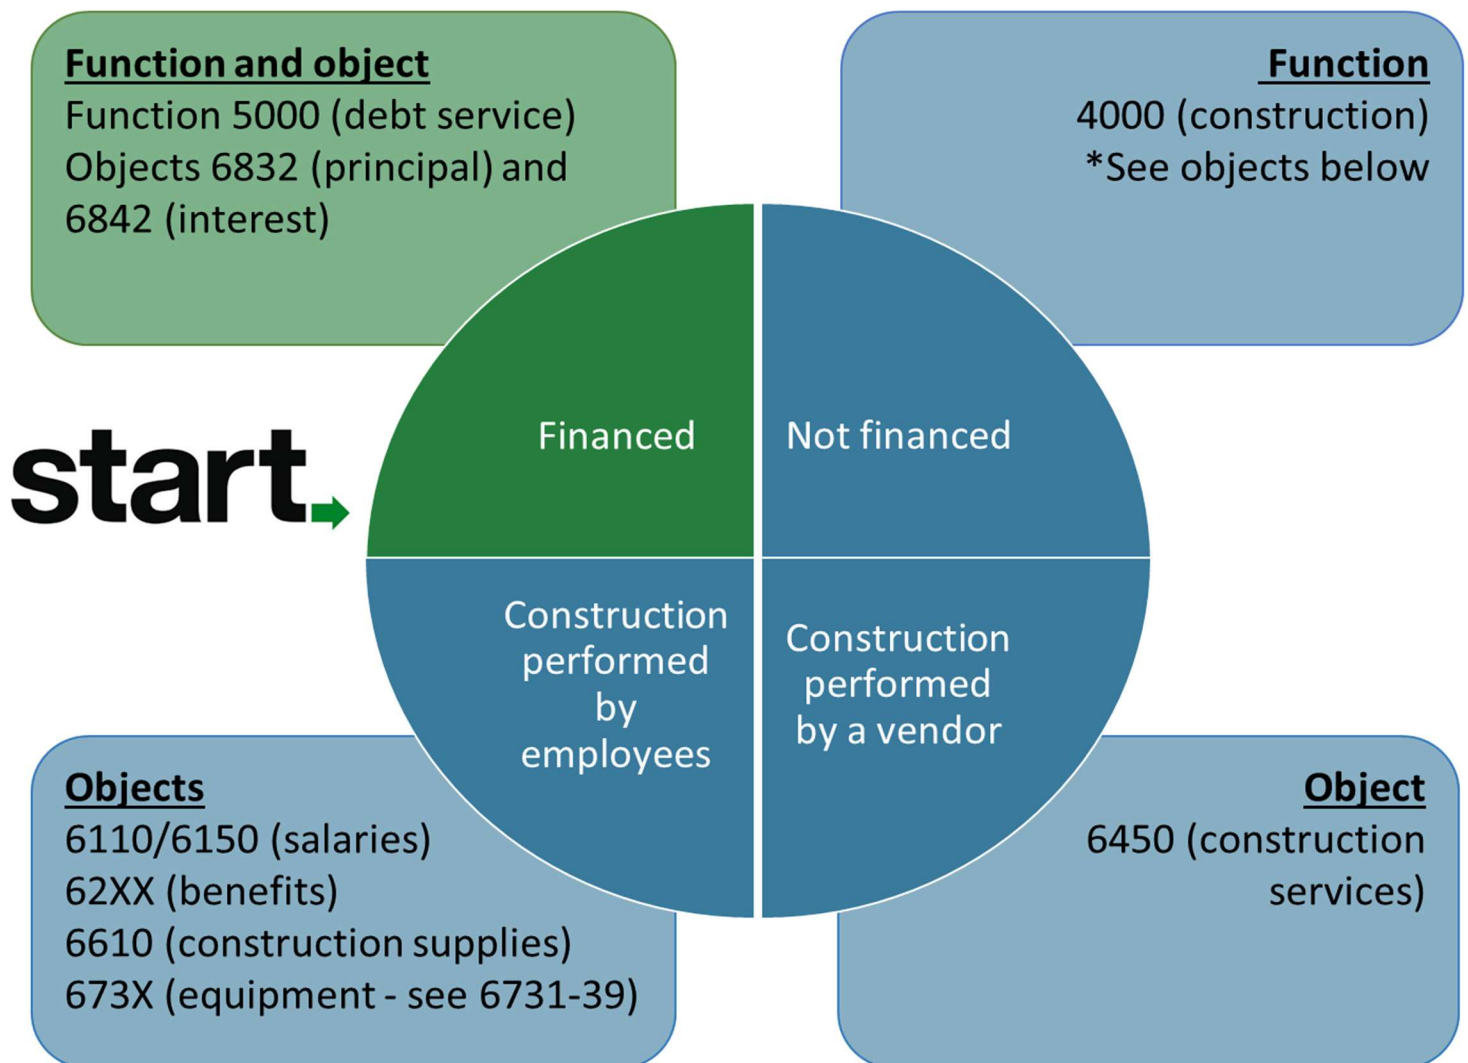 Function and object
Function 5000 (debt service)
Objects 6832 (principal) and
6842 (interest)
Function
4000 (construction)
*See objects below
start
Financed
Not financed
Construction
performed
by
employees
Construction
performed
by a vendor
Objects
6110/6150 (salaries)
62XX (benefits)
6610 (construction supplies)
673X (equipment - see 6731-39)
Object
6450 (construction
services)